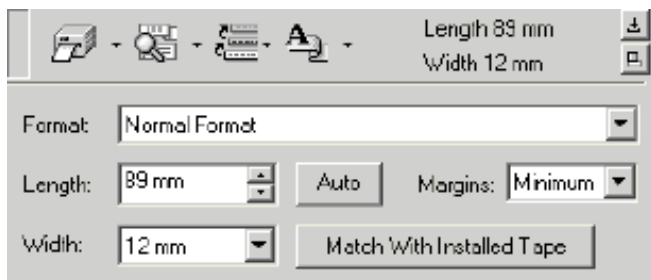 Length 89 mm
Width 12 mm
Format: Normal Format
Length: 89 mm Auto Margins: Minimum
Width: 12 mm Match With Installed Tape